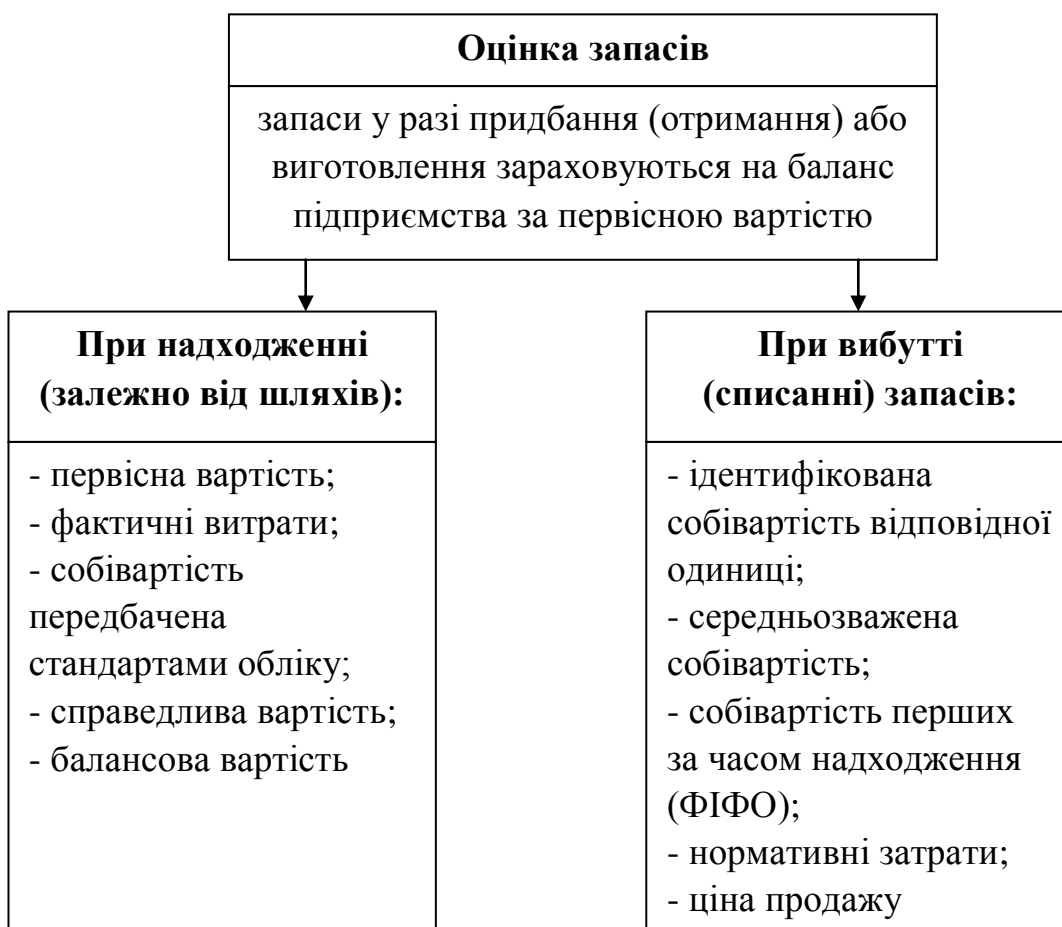 Оцінка запасів
запаси у разі придбання (отримання) або
виготовлення зараховуються на баланс
підприємства за первісною вартістю
При надходженні
(залежно від шляхів):
- первісна вартість;
- фактичні витрати;
- собівартість
передбачена
стандартами обліку;
- справедлива вартість;
- балансова вартість
При вибутті
(списанні) запасів:
- ідентифікована
собівартість відповідної
одиниці;
- середньозважена
собівартість;
- собівартість перших
за часом надходження
(ФІФО);
- нормативні затрати;
- ціна продажу